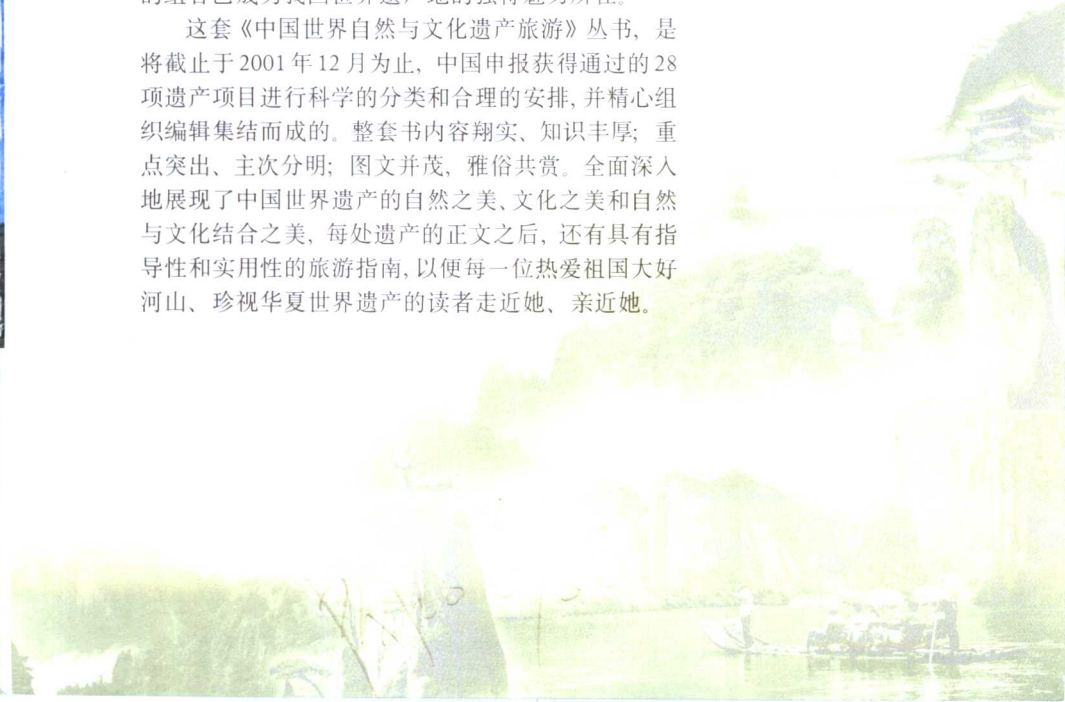 这套《中国世界自然与文化遗产旅游》丛书，是
将截止于2001年12月为止，中国申报获得通过的28
项遗产项目进行科学的分类和合理的安排，并精心组
织编辑集结而成的。整套书内容翔实、知识丰厚；重
点突出、主次分明；图文并茂，雅俗共赏。全面深入
地展现了中国世界遗产的自然之美、文化之美和自然
与文化结合之美，每处遗产的正文之后，还有具有指
导性和实用性的旅游指南，以便每一位热爱祖国大好
河山、珍视华夏世界遗产的读者走近她、亲近她。